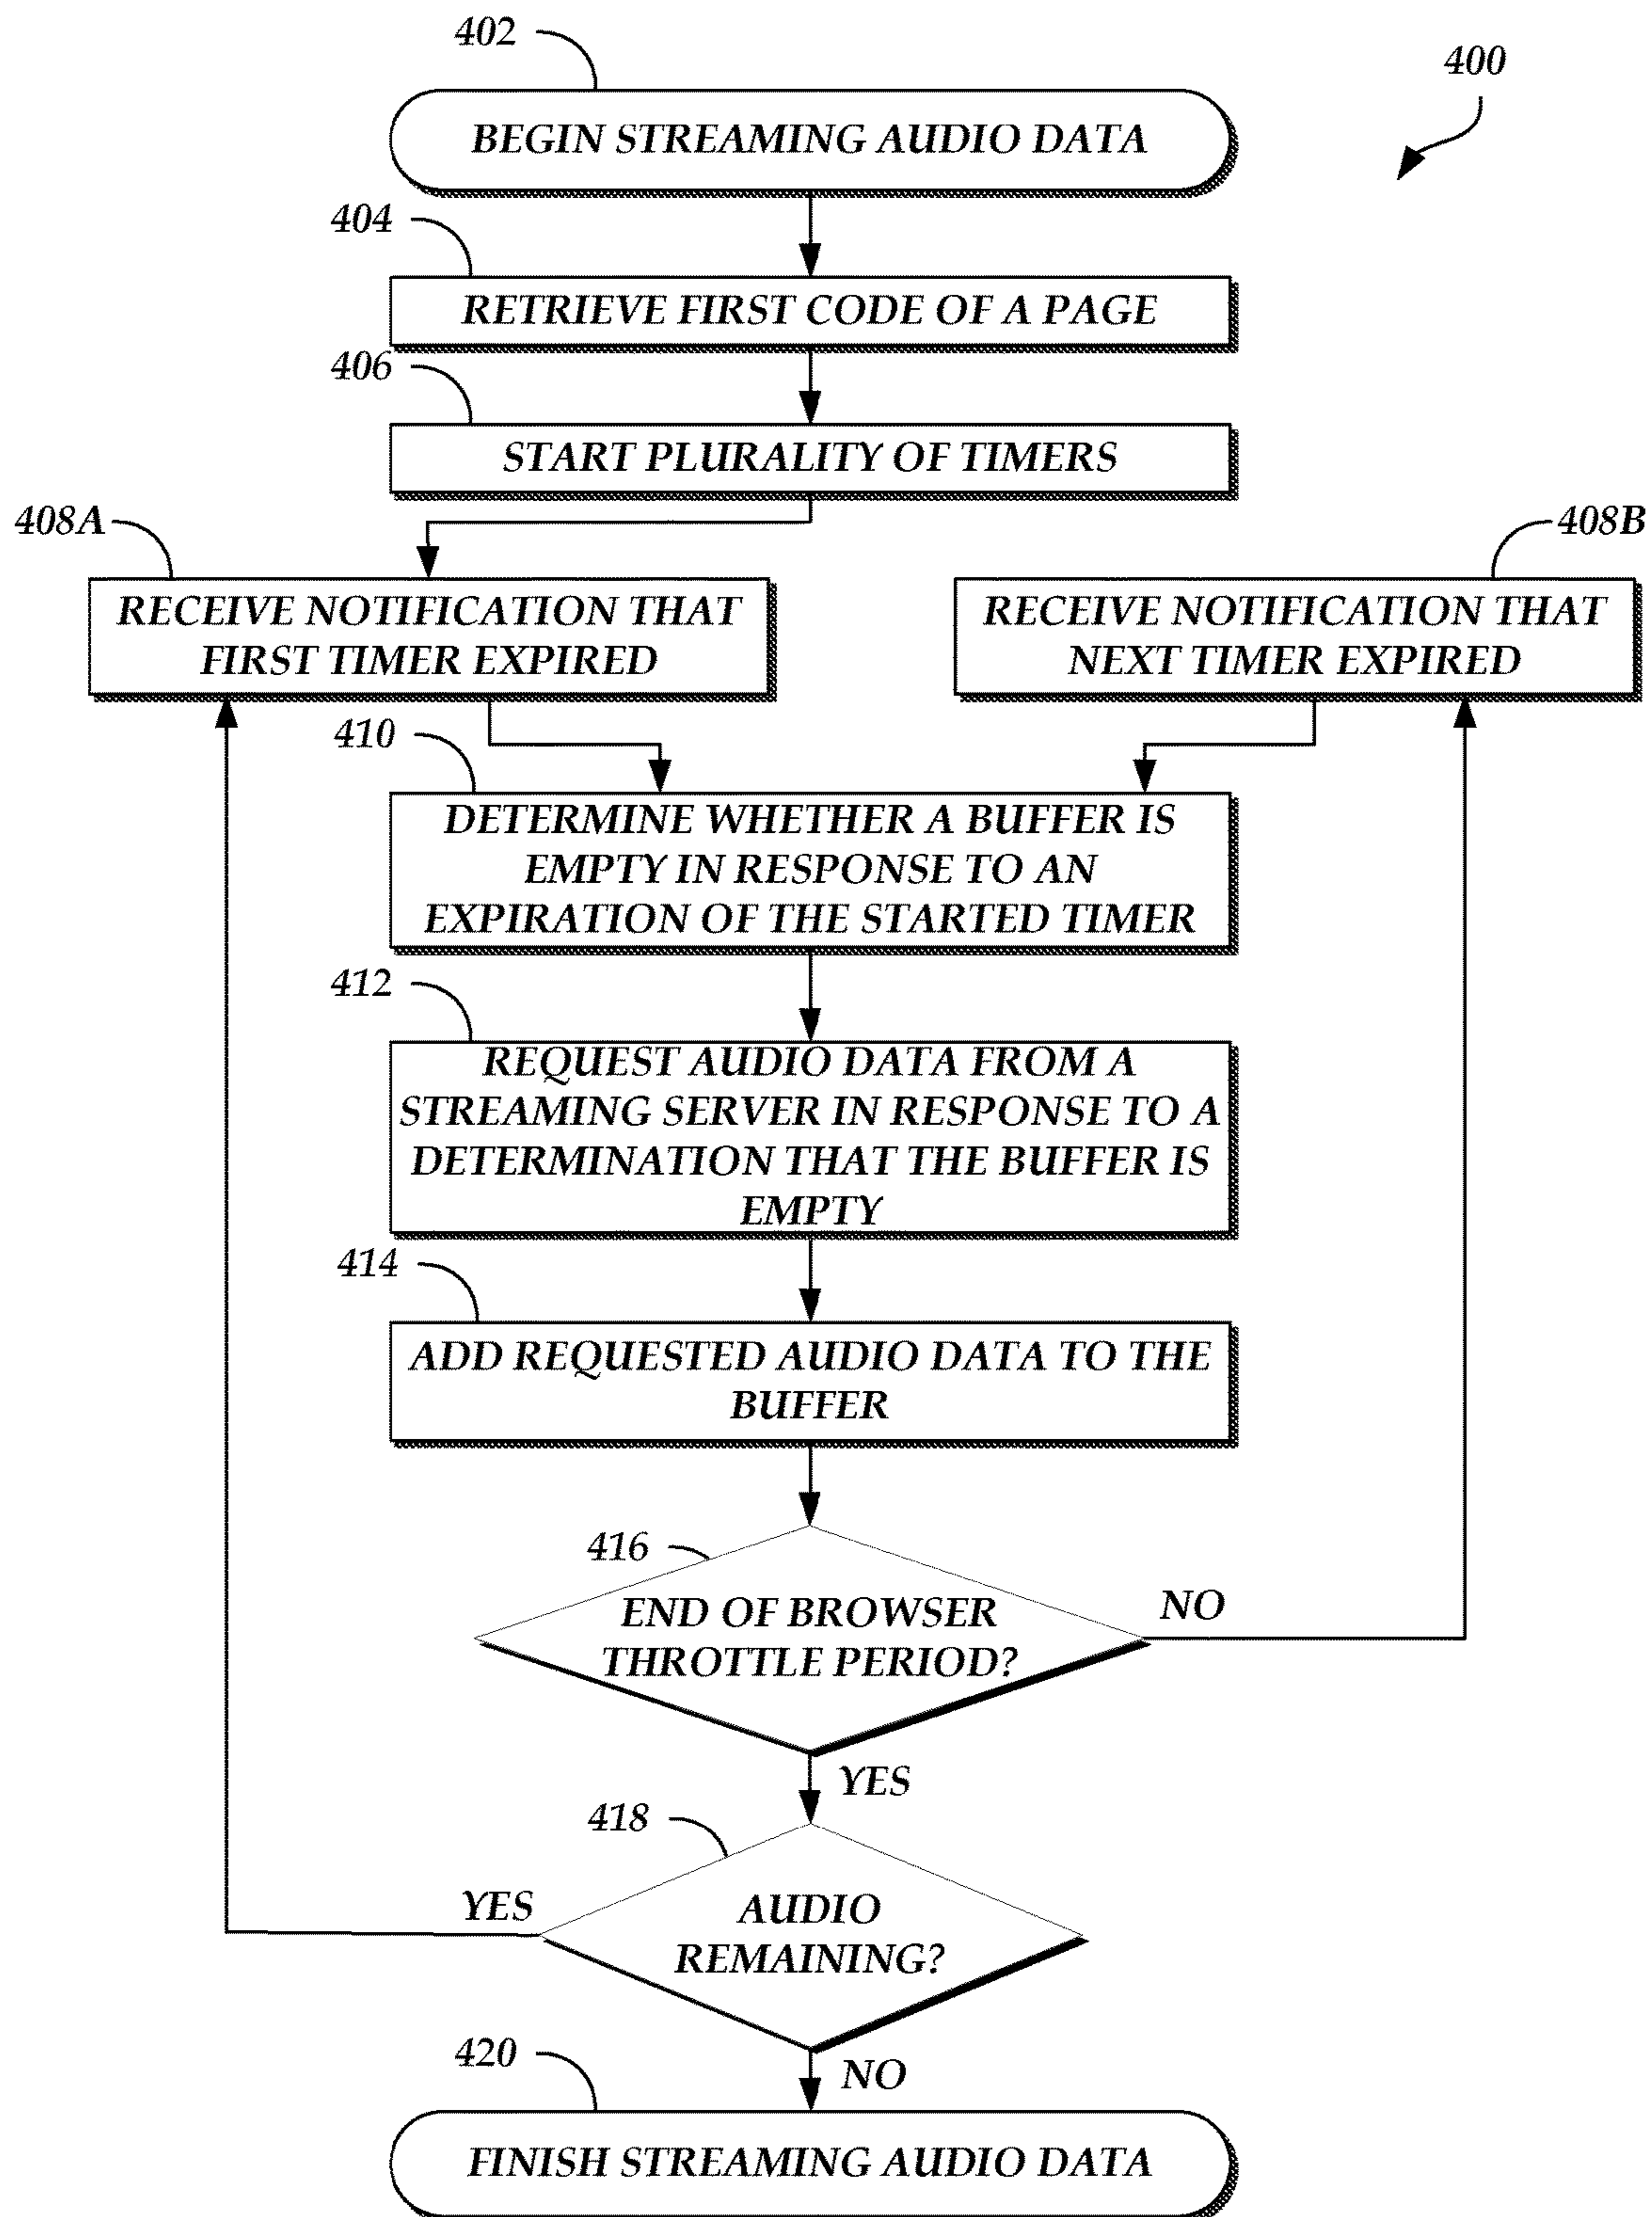 402
400
BEGIN STREAMING AUDIO DATA
404
RETRIEVE FIRST CODE OF A PAGE
406
START PLURALITY OF TIMERS
408A
408B
RECEIVE NOTIFICATION THAT
FIRST TIMER EXPIRED
RECEIVE NOTIFICATION THAT
NEXT TIMER EXPIRED
410
DETERMINE WHETHER A BUFFER IS
EMPTY IN RESPONSE TO AN
EXPIRATION OF THE STARTED TIMER
412
REQUEST AUDIO DATA FROM A
STREAMING SERVER IN RESPONSE TO A
DETERMINATION THAT THE BUFFER IS
EMPTY
414
ADD REQUESTED AUDIO DATA TO THE
BUFFER
416
END OF BROWSER
THROTTLE PERIOD?
NO
YES
418
YES
AUDIO
REMAINING?
420
NO
FINISH STREAMING AUDIO DATA